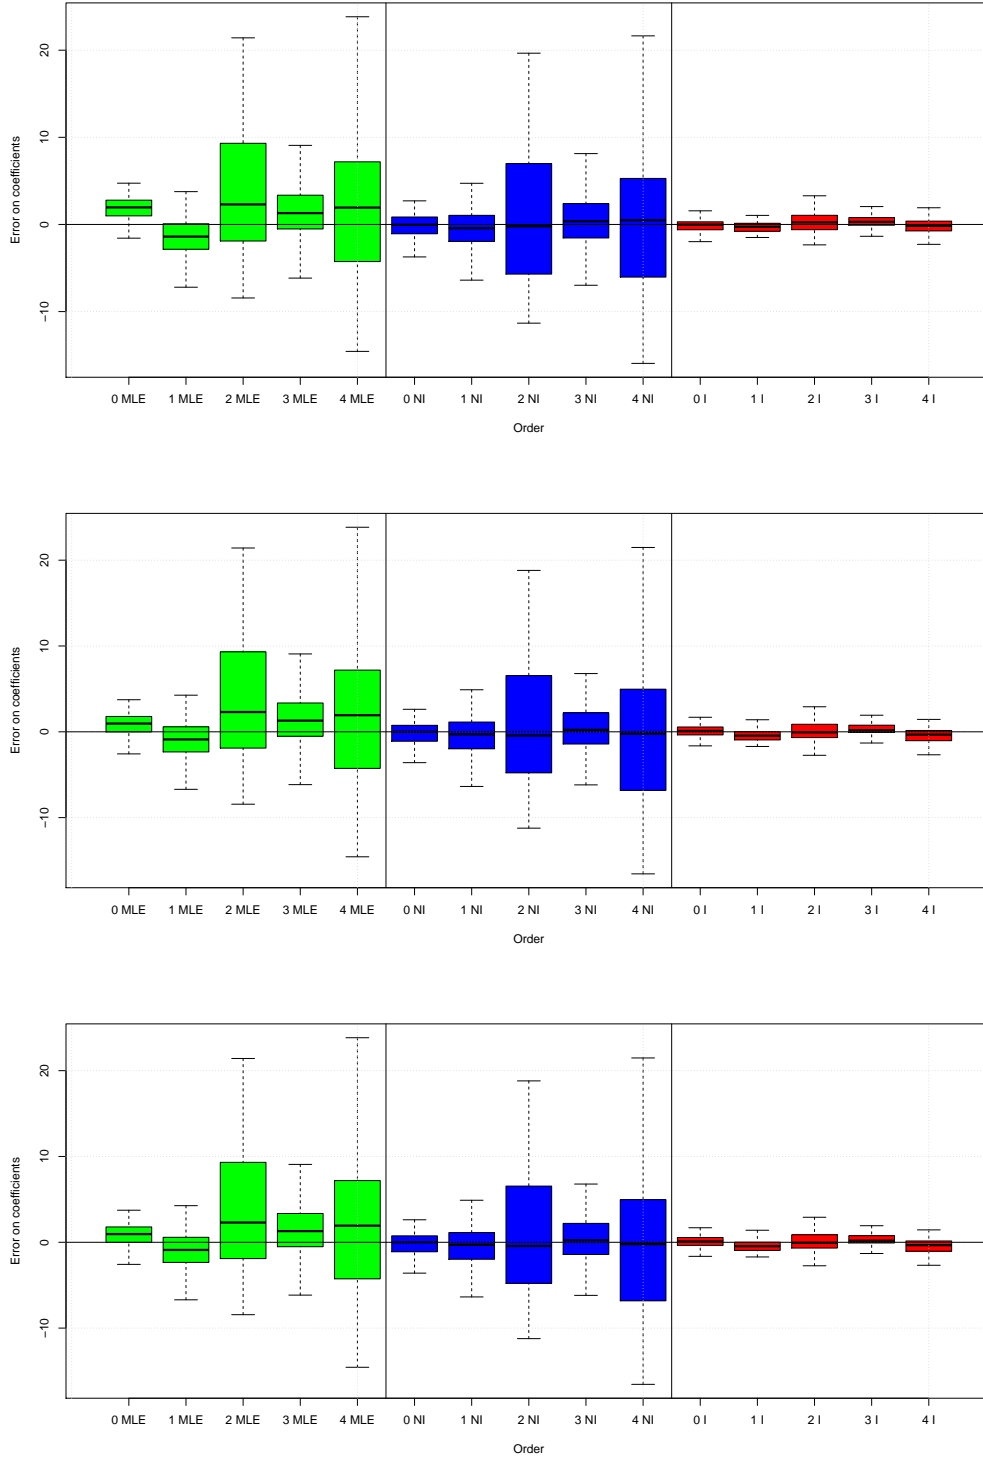 20
10
0
−10
Error on coefficients
0 MLE 1 MLE 2 MLE 3 MLE 4 MLE 0 NI 1 NI 2 NI 3 NI 4 NI 0 I 1 I 2 I 3 I 4 I
Order
20
10
0
−10
Error on coefficients
0 MLE 1 MLE 2 MLE 3 MLE 4 MLE 0 NI 1 NI 2 NI 3 NI 4 NI 0 I 1 I 2 I 3 I 4 I
Order
20
10
0
−10
Error on coefficients
0 MLE 1 MLE 2 MLE 3 MLE 4 MLE 0 NI 1 NI 2 NI 3 NI 4 NI 0 I 1 I 2 I 3 I 4 I
Order